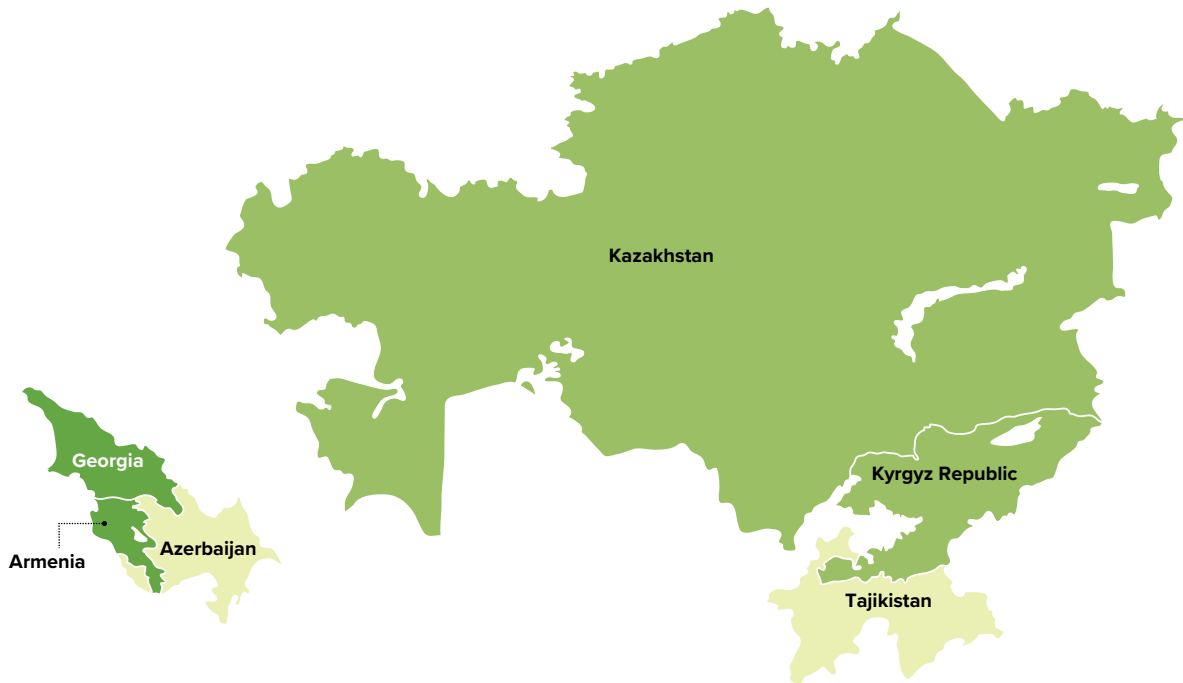 Kazakhstan
Georgia
Kyrgyz Republic
Azerbaijan
Armenia
Tajikistan